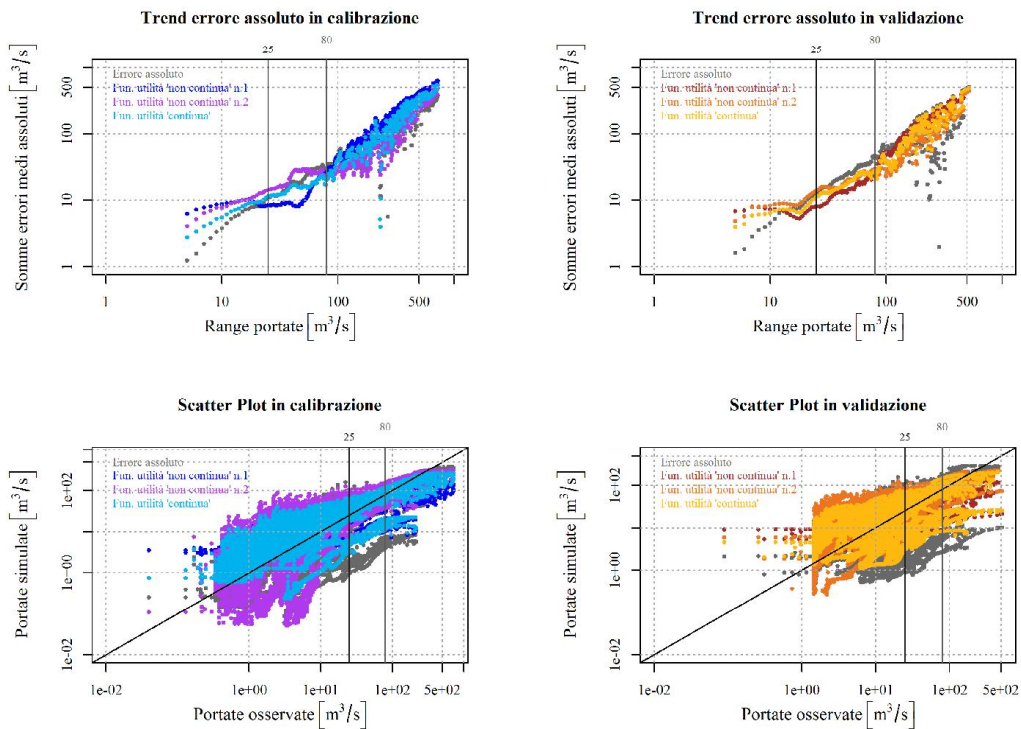 Trend errore assoluto in calibrazione
25
80
Somme errori medi assoluti [m³/s]
500
100
10
1
Errore assoluto
Fun. utilità 'non continua' n.1
Fun. utilità 'non continua' n.2
Fun. utilità 'continua'
1
10
100
500
Range portate [m³/s]
Trend errore assoluto in validazione
25
80
Somme errori medi assoluti [m³/s]
500
100
10
1
Errore assoluto
Fun. utilità 'non continua' n.1
Fun. utilità 'non continua' n.2
Fun. utilità 'continua'
1
10
100
500
Range portate [m³/s]
Scatter Plot in calibrazione
25
80
Portate simulate [m³/s]
1e+02
1e+00
1e-02
Errore assoluto
Fun. utilità 'non continua' n.1
Fun. utilità 'non continua' n.2
Fun. utilità 'continua'
1e-02
1e+00
1e+01
1e+02
5e+02
Portate osservate [m³/s]
Scatter Plot in validazione
25
80
Portate simulate [m³/s]
1e+02
1e+00
1e-02
Errore assoluto
Fun. utilità 'non continua' n.1
Fun. utilità 'non continua' n.2
Fun. utilità 'continua'
1e-02
1e+00
1e+01
1e+02
5e+02
Portate osservate [m³/s]